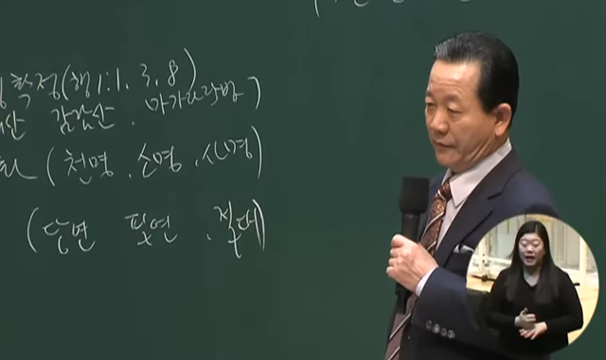 확정(행1:1, 3, 8)
산 감람산 . 마가다락방)
(천명 . 소명 . 사명)
(당연 필연 . 절대)